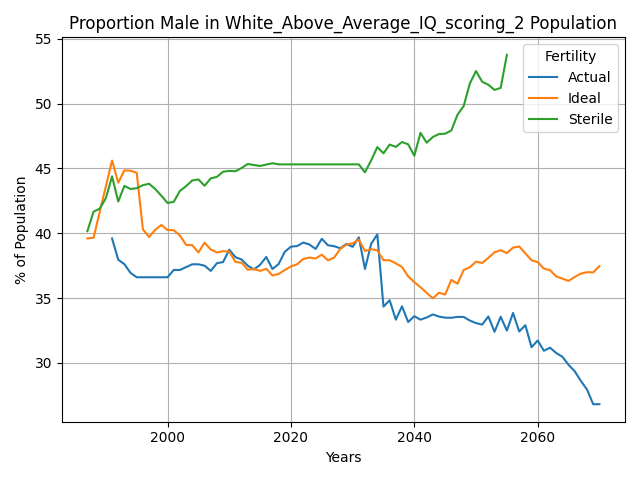 Proportion Male in White_Above_Average_IQ_scoring_2 Population
% of Population
55
50
45
40
35
30
Fertility
Actual
Ideal
Sterile
2000
2020
2040
2060
Years